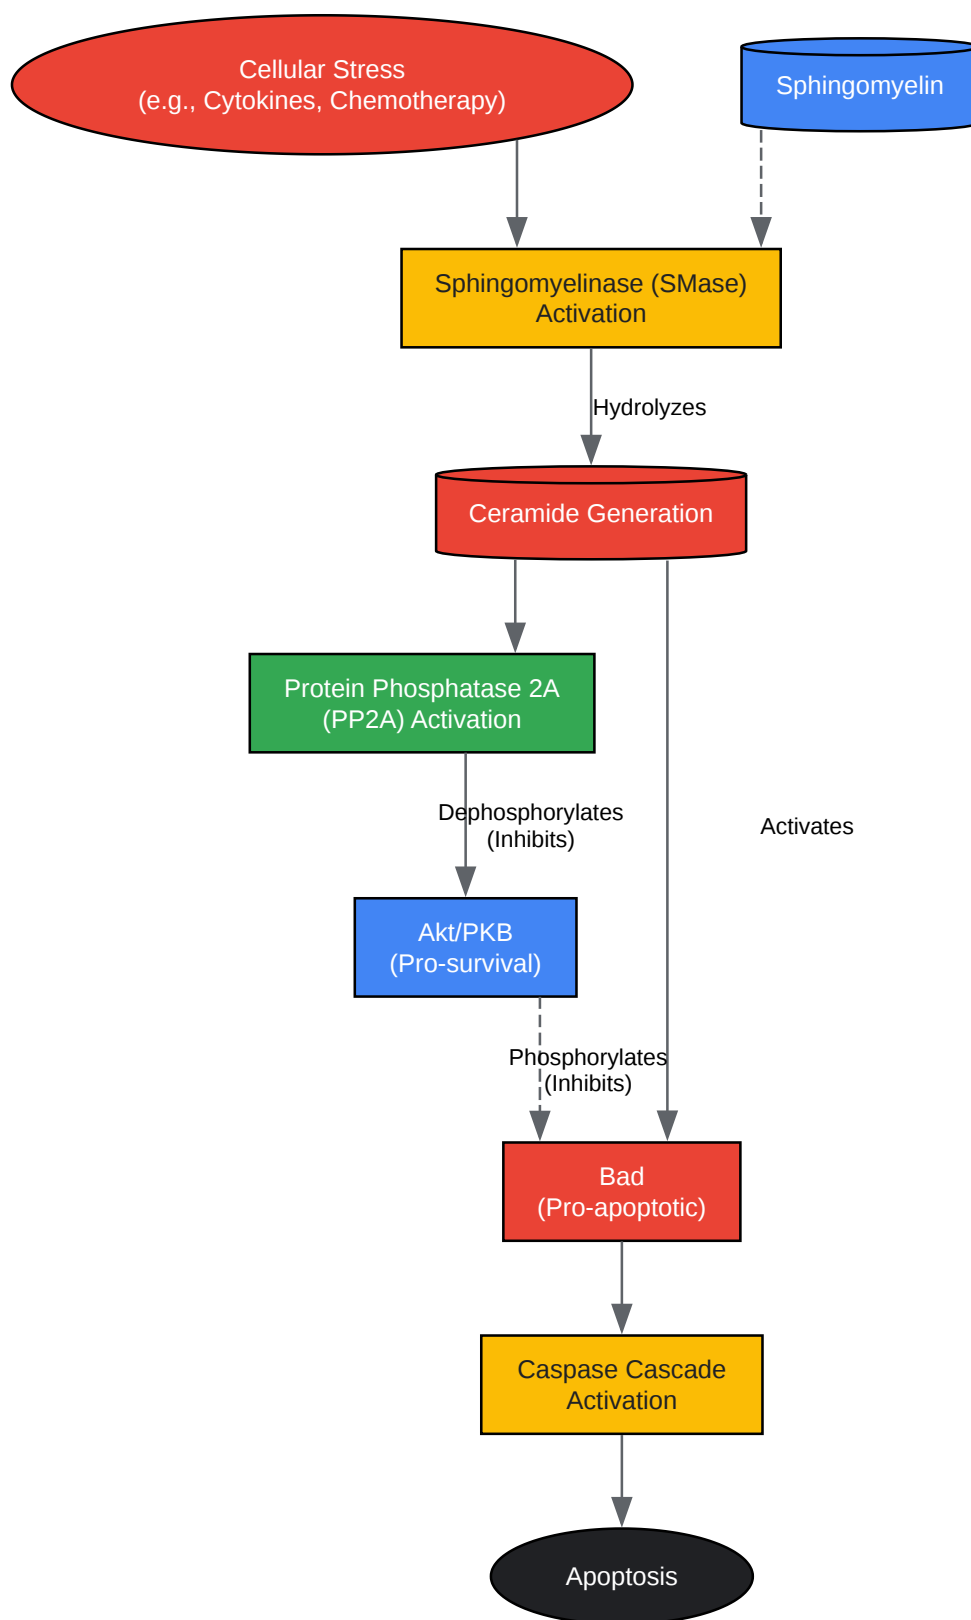 Cellular Stress
(e.g., Cytokines, Chemotherapy)
Sphingomyelin
Sphingomyelinase (SMase)
Activation
Hydrolyzes
Ceramide Generation
Protein Phosphatase 2A
(PP2A) Activation
Dephosphorylates
(Inhibits)
Activates
Akt/PKB
(Pro-survival)
Phosphorylates
(Inhibits)
Bad
(Pro-apoptotic)
Caspase Cascade
Activation
Apoptosis